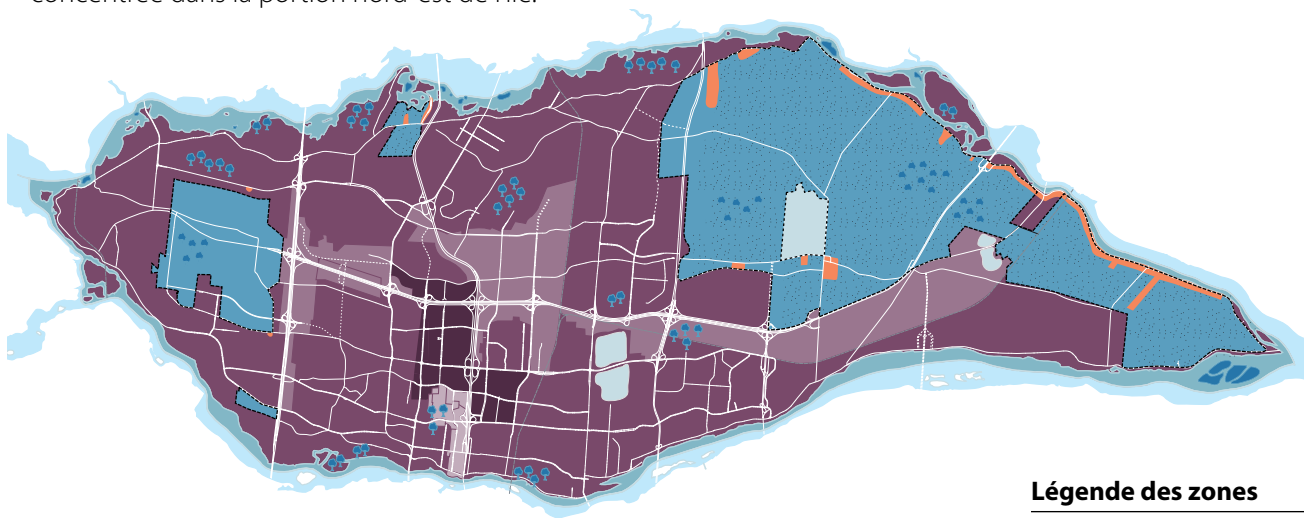 concentrée dans la portion nord-est de l'île.
Légende des zones